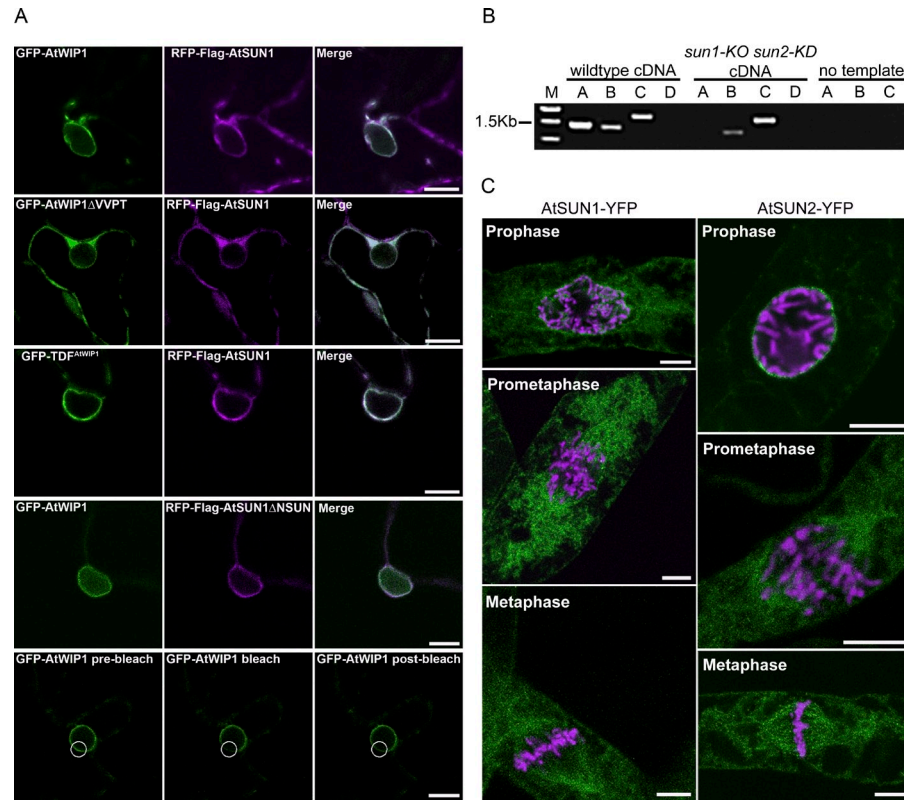 A
GFP-AtWIP1 RFP-Flag-AtSUN1 Merge
GFP-AtWIP1ΔVVPT RFP-Flag-AtSUN1 Merge
GFP-TDF^AtWIP1 RFP-Flag-AtSUN1 Merge
GFP-AtWIP1 RFP-Flag-AtSUN1ΔNSUN Merge
GFP-AtWIP1 pre-bleach GFP-AtWIP1 bleach GFP-AtWIP1 post-bleach
B
sun1-KO sun2-KD
wildtype cDNA cDNA no template
M A B C D A B C D A B C
1.5Kb
C
AtSUN1-YFP AtSUN2-YFP
Prophase Prophase
Prometaphase
Prometaphase
Metaphase
Metaphase